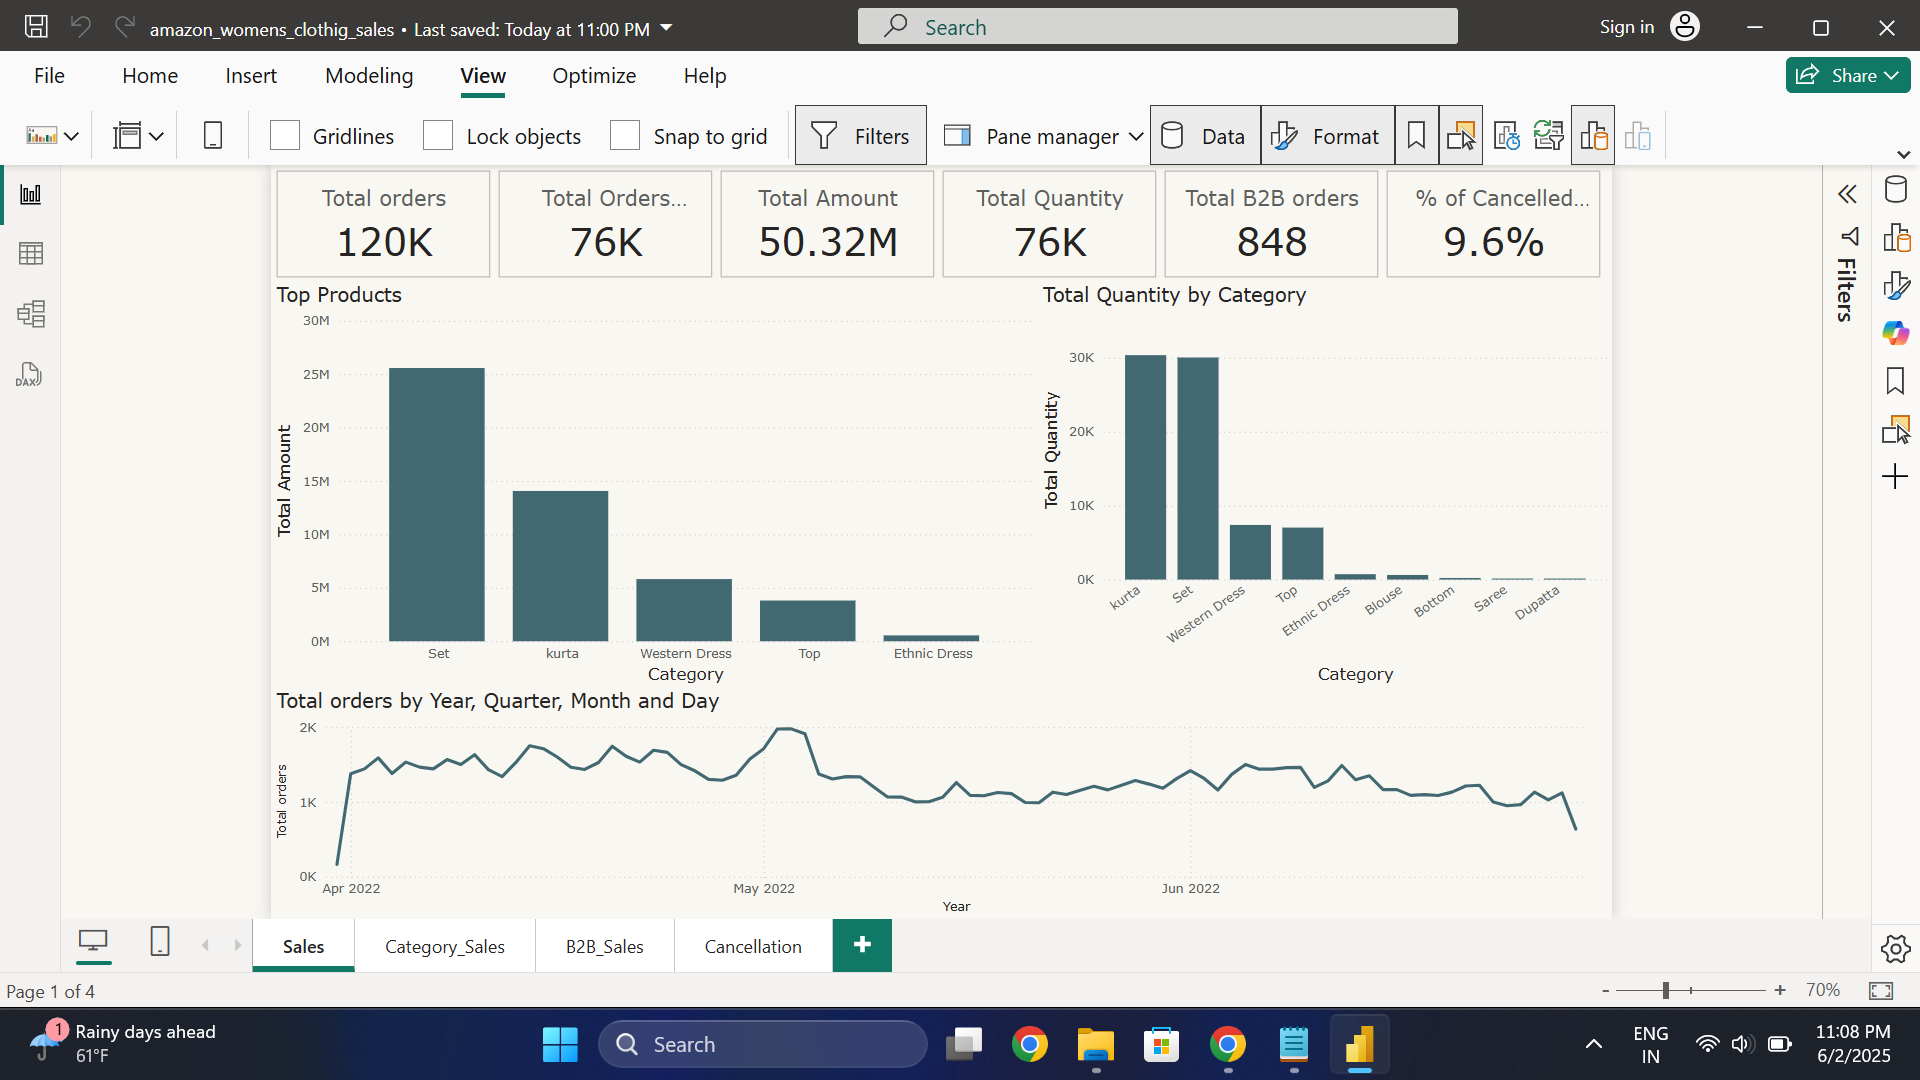 amazon_womens_clothig_sales • Last saved: Today at 11:00 PM
Search
Sign in
File Home Insert Modeling View Optimize Help
Share
Gridlines Lock objects Snap to grid Filters Pane manager Data Format
Total orders
120K
Total Orders...
76K
Total Amount
50.32M
Total Quantity
76K
Total B2B orders
848
% of Cancelled...
9.6%
Filters
DAX
Top Products
30M
25M
20M
15M
10M
5M
0M
Total Amount
Set kurta Western Dress Top Ethnic Dress
Category
Total Quantity by Category
30K
20K
10K
0K
Total Quantity
kurta Set Western Dress Top Ethnic Dress Blouse Bottom Saree Dupatta
Category
Total orders by Year, Quarter, Month and Day
2K
1K
0K
Total orders
Apr 2022 May 2022 Jun 2022
Year
Sales Category_Sales B2B_Sales Cancellation +
Page 1 of 4
- + 70%
1
Rainy days ahead
61°F
Search
ENG
IN
11:08 PM
6/2/2025